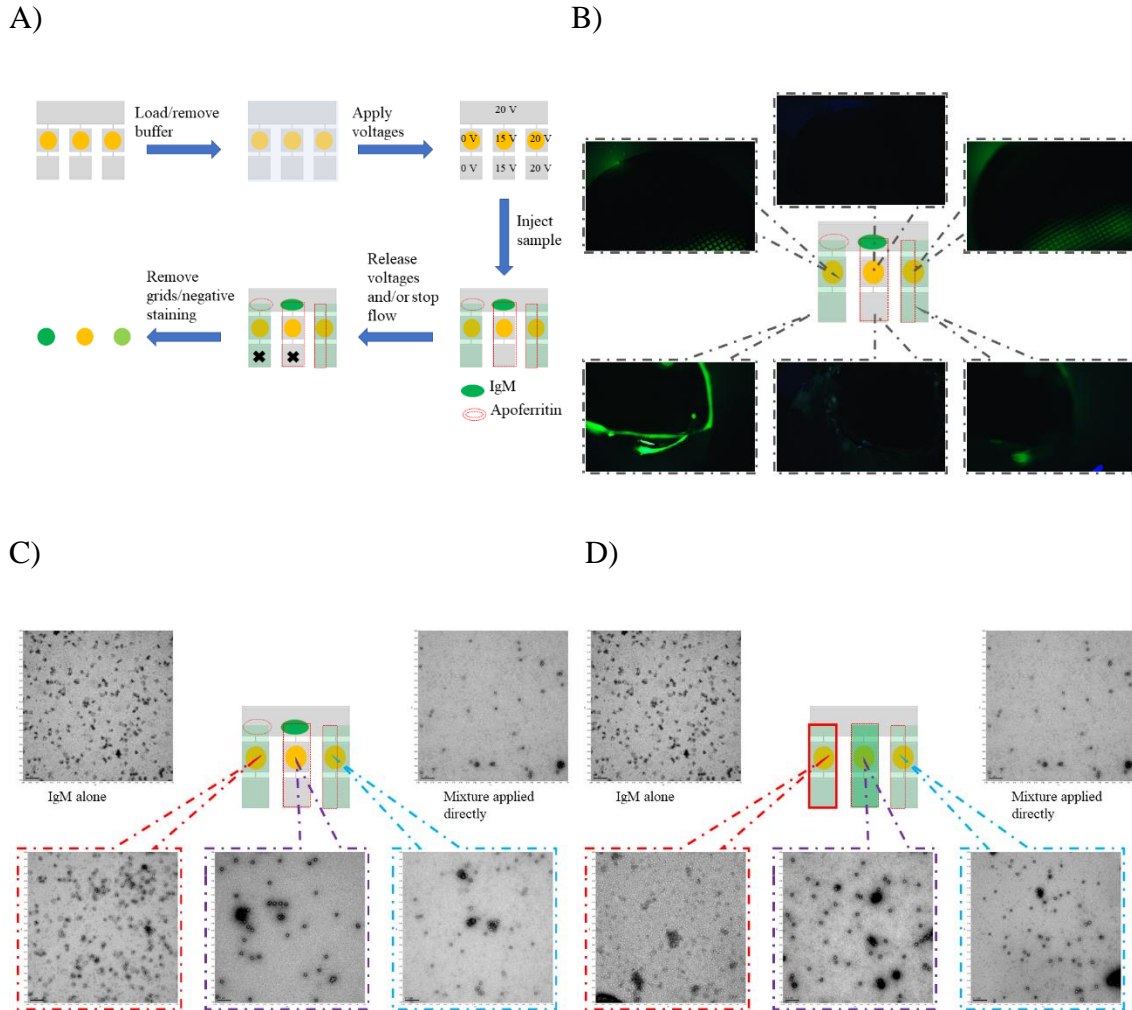 A)
B)
Load/remove
buffer
Apply
voltages
20 V
0 V
15 V
20 V
0 V
15 V
20 V
Inject
sample
Release
voltages
and/or stop
flow
Remove
grids/negative
staining
IgM
Apoferritin
C)
D)
IgM alone
Mixture applied
directly
IgM alone
Mixture applied
directly